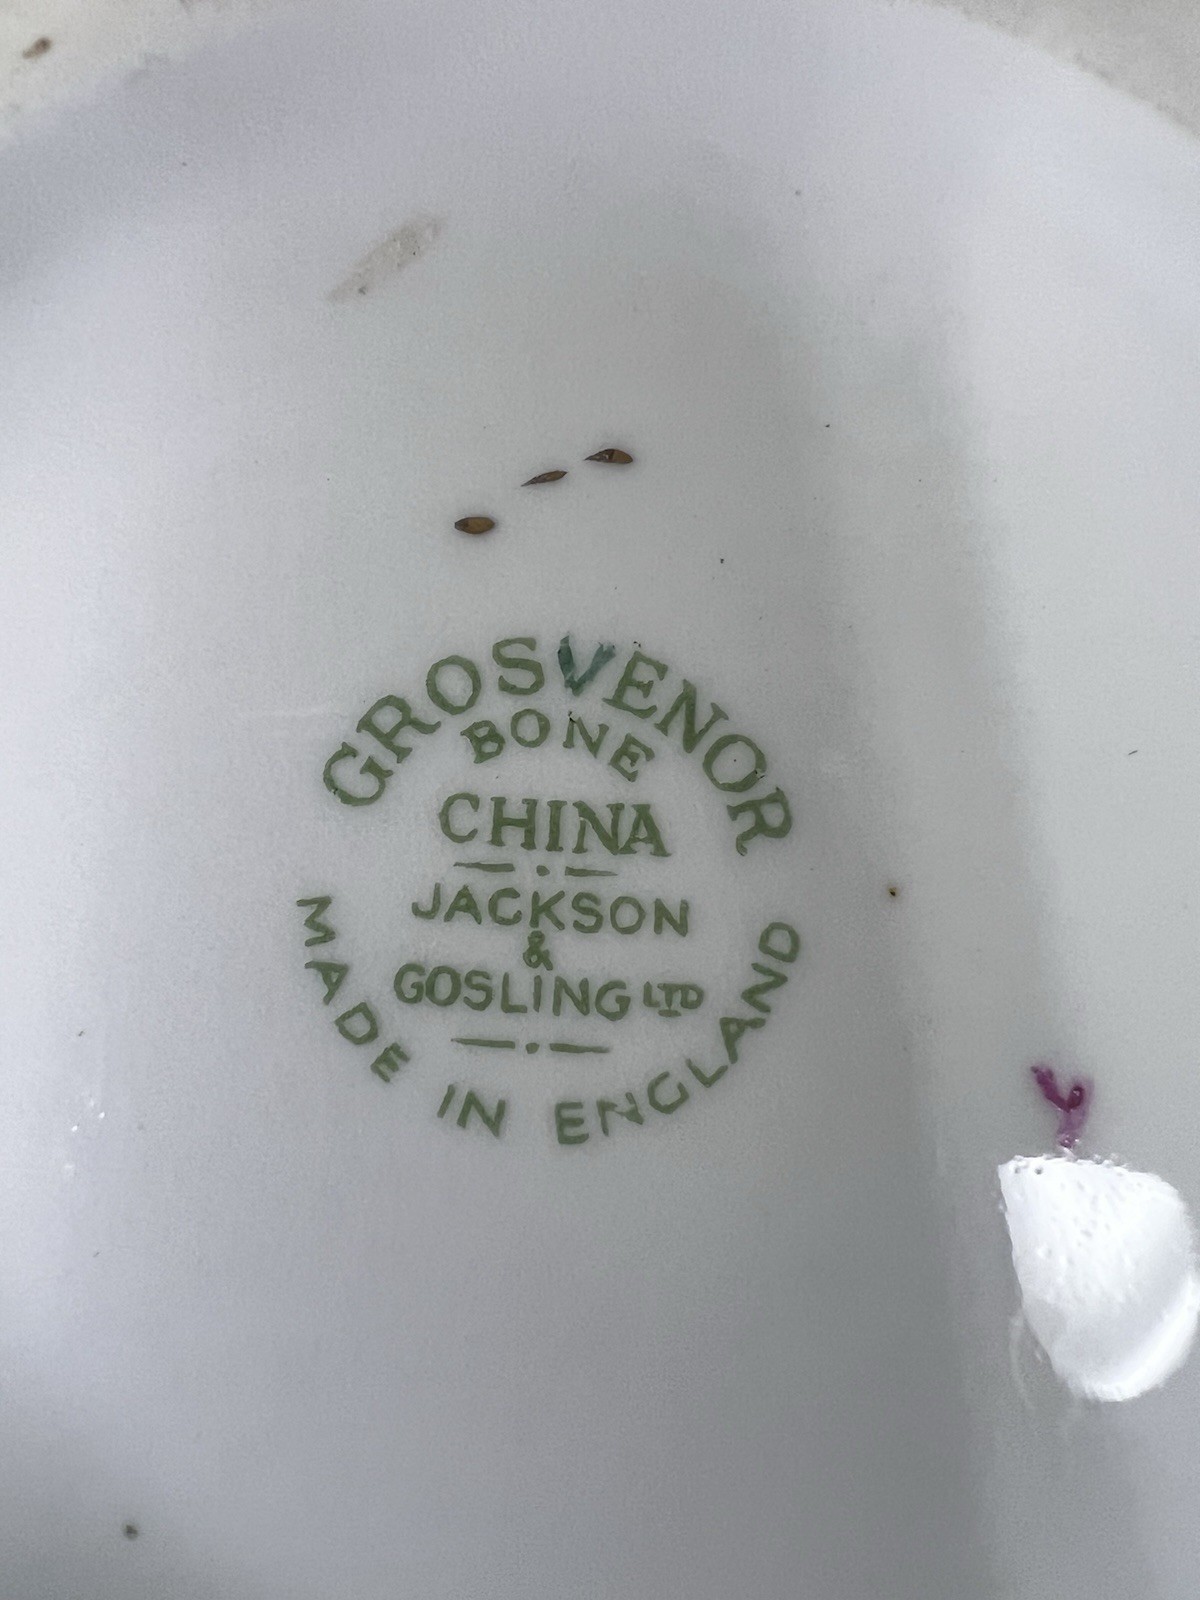 GROSVENOR
BONE
CHINA
JACKSON
&
GOSLING LTD
MADE IN ENGLAND